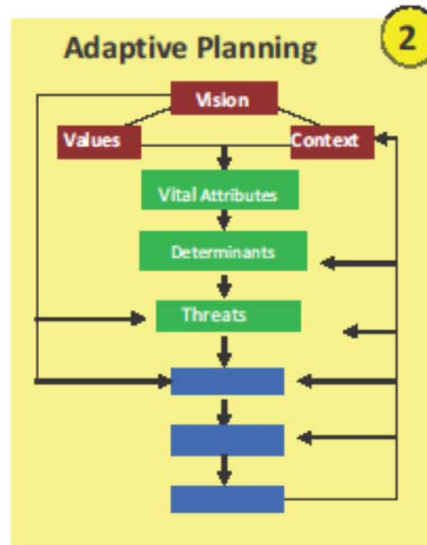 2
Adaptive Planning
Vision
Values
Context
Vital Attributes
Determinants
Threats